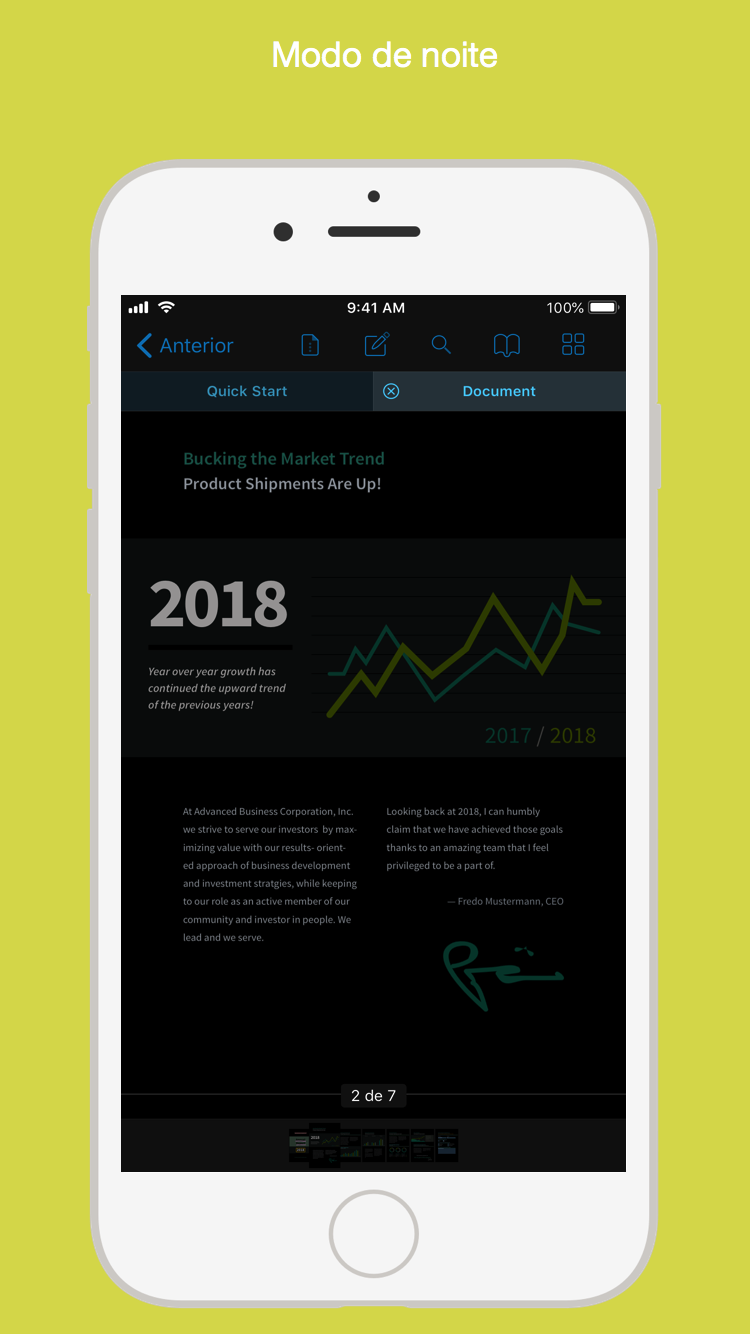 Modo de noite
9:41 AM
100%
Anterior
Quick Start
Document
Bucking the Market Trend
Product Shipments Are Up!
2018
Year over year growth has
continued the upward trend
of the previous years!
2017 / 2018
At Advanced Business Corporation, Inc.
we strive to serve our investors by max-
imizing value with our results- orient-
ed approach of business development
and investment stratgies, while keeping
to our role as an active member of our
community and investor in people. We
lead and we serve.
Looking back at 2018, I can humbly
claim that we have achieved those goals
thanks to an amazing team that I feel
privileged to be a part of.
— Fredo Mustermann, CEO
2 de 7